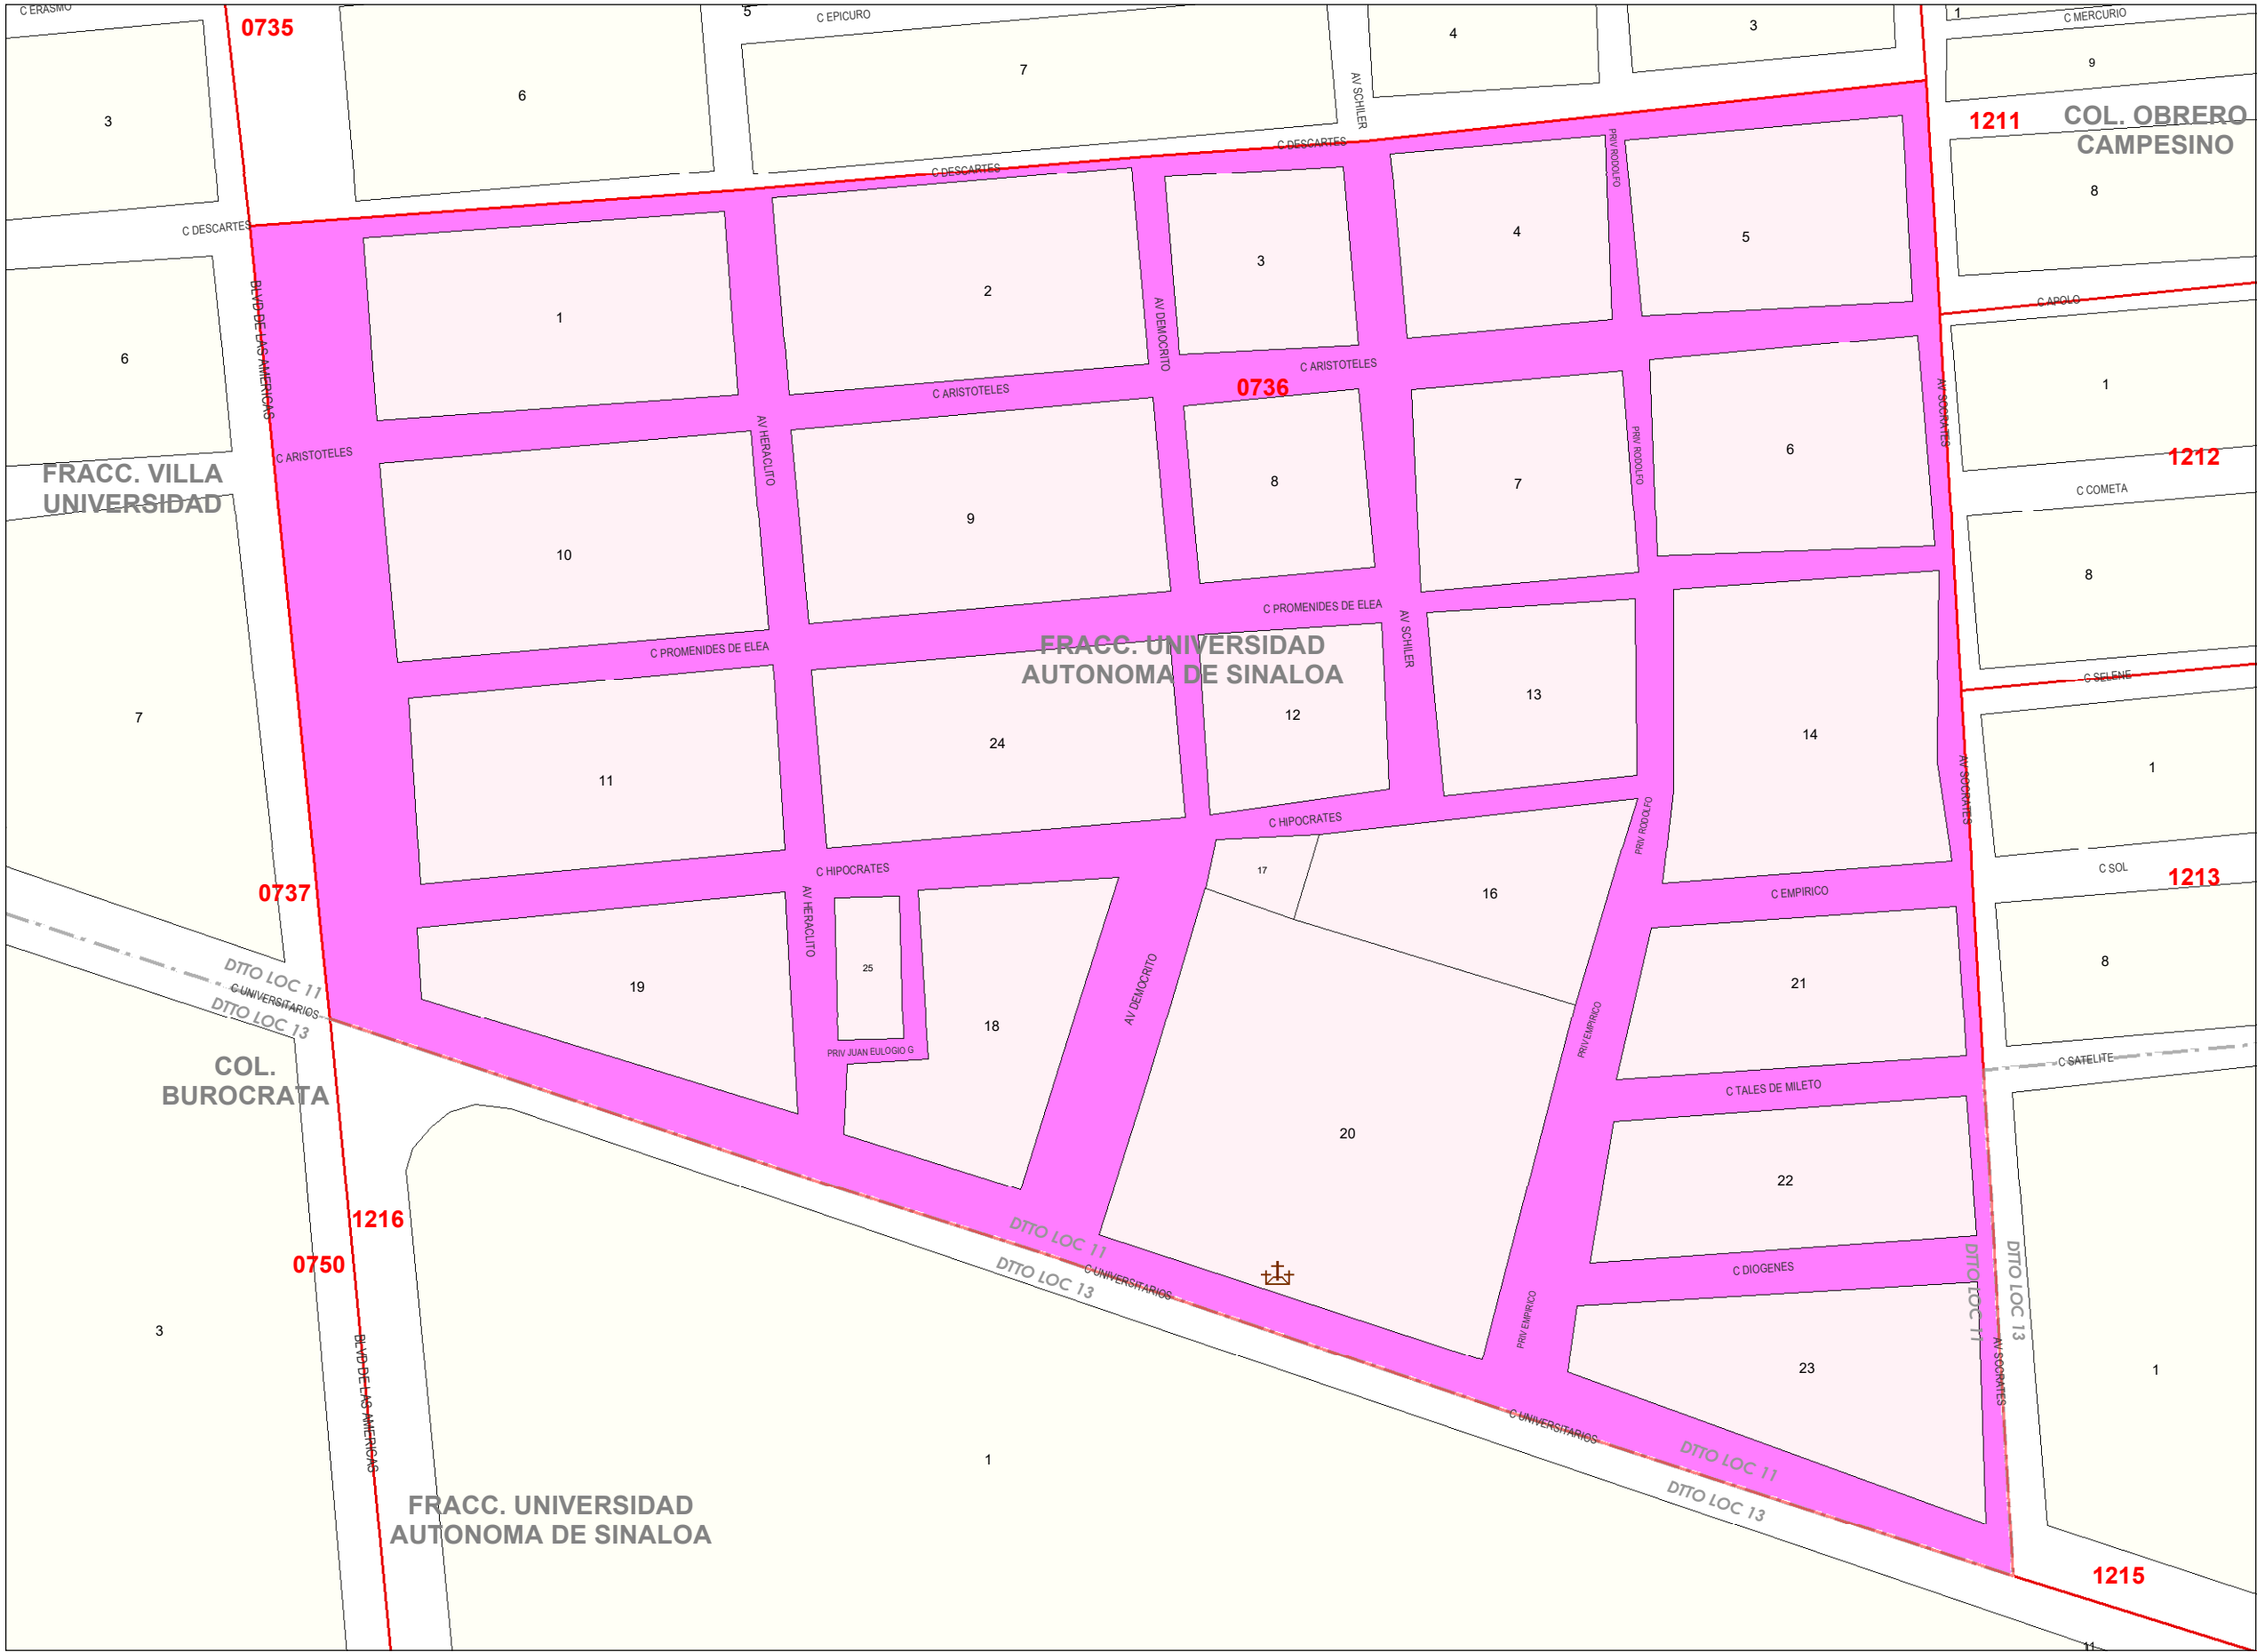 C ERASMO
0735
5
C EPICURO
4
3
1
C MERCURIO
7
9
6
3
AV SCHILER
1211
COL. OBRERO
CAMPESINO
C DESCARTES
C DESCARTES
PRIV RODOLFO
8
C DESCARTES
1
2
3
4
5
AV DEMOCRITO
BLVD DE LAS AMERICAS
C APOLO
6
C ARISTOTELES
C ARISTOTELES
0736
AV SOCRATES
1
AV HERACLITO
C ARISTOTELES
PRIV RODOLFO
6
1212
FRACC. VILLA
UNIVERSIDAD
8
7
C COMETA
9
10
8
C PROMENIDES DE ELEA
AV SCHILER
C PROMENIDES DE ELEA
FRACC. UNIVERSIDAD
AUTONOMA DE SINALOA
C SELENE
7
13
12
14
24
11
1
AV SOCRATES
C HIPOCRATES
PRIV RODOLFO
C HIPOCRATES
17
C SOL
1213
0737
16
C EMPIRICO
AV HERACLITO
25
8
DTTO LOC 11
C UNIVERSITARIOS
DTTO LOC 13
19
18
AV DEMOCRITO
21
PRIV EMPIRICO
PRIV JUAN EULOGIO G
C SATELITE
COL.
BUROCRATA
C TALES DE MILETO
20
22
1216
DTTO LOC 11
DTTO LOC 13
C UNIVERSITARIOS
0750
C DIOGENES
DTTO LOC 11
DTTO LOC 13
PRIV EMPIRICO
3
23
1
AV SOCRATES
BLVD DE LAS AMERICAS
C UNIVERSITARIOS
1
DTTO LOC 11
DTTO LOC 13
FRACC. UNIVERSIDAD
AUTONOMA DE SINALOA
1215
11